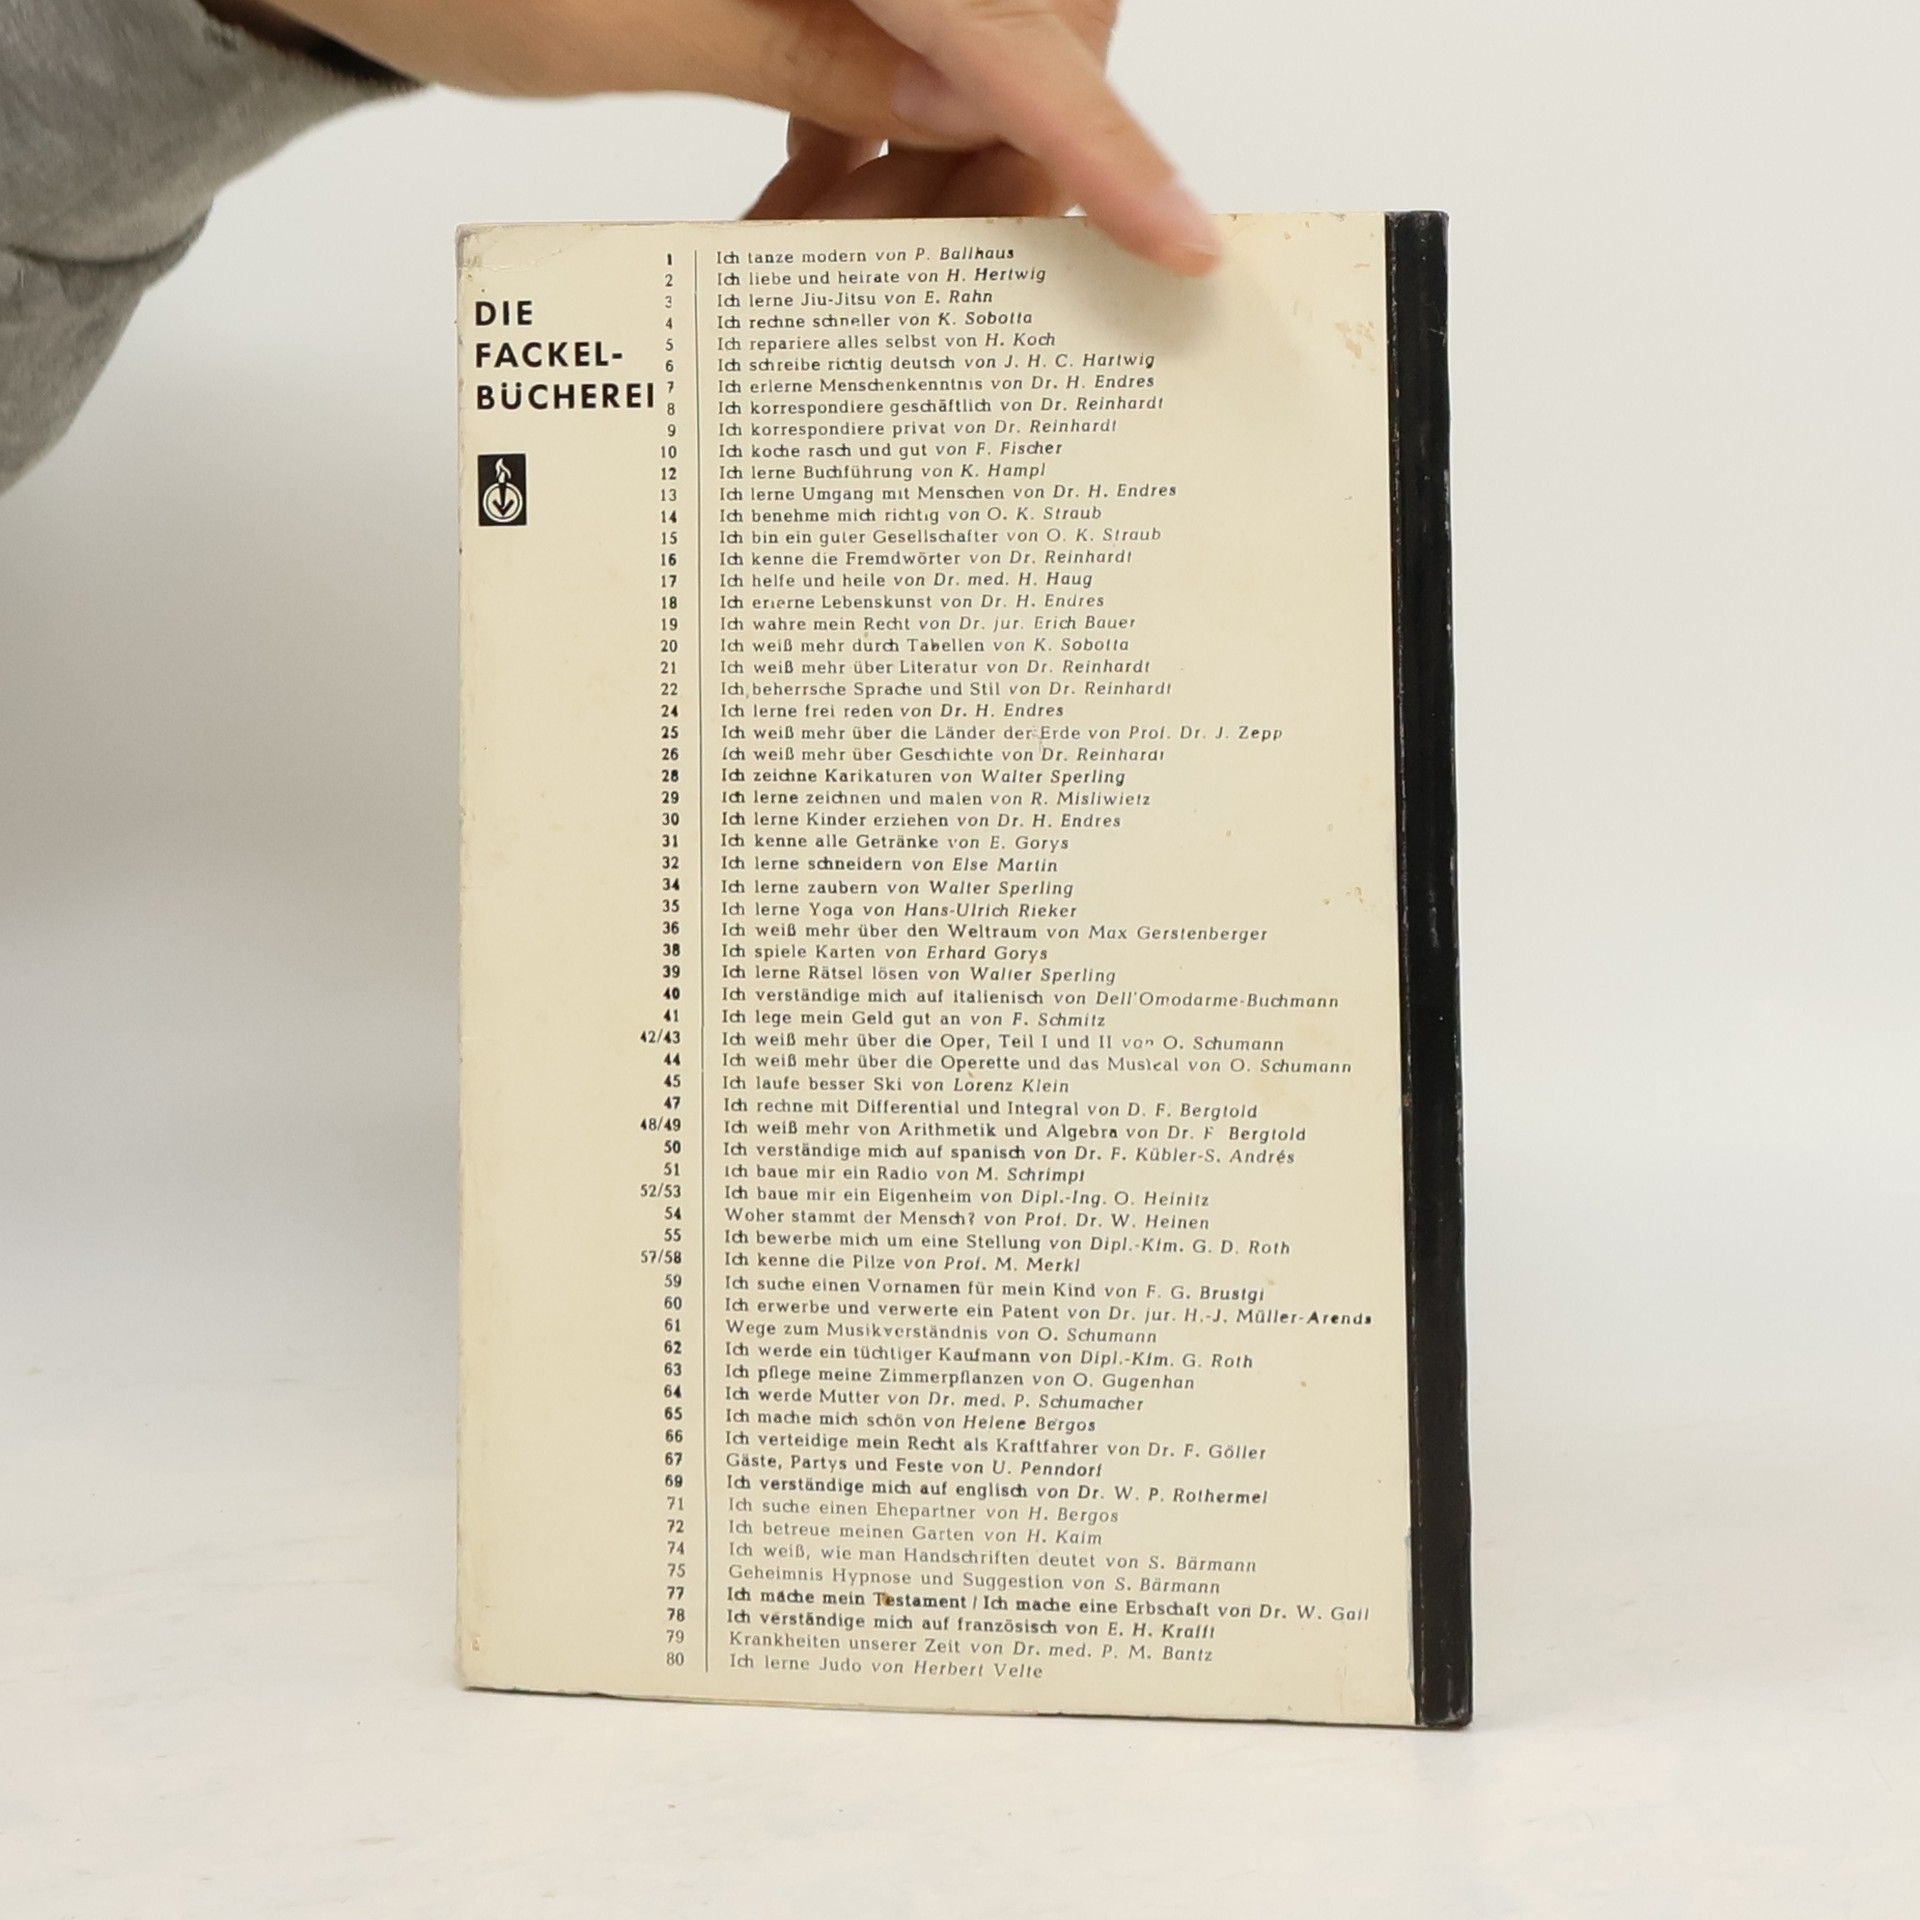 DIE
FACKEL-
BÜCHEREI
1 Ich tanze modern von P. Ballhaus
2 Ich liebe und heirate von H. Hertwig
3 Ich lerne Jiu-Jitsu von E. Rahn
4 Ich rechne schneller von K. Sobotta
5 Ich repariere alles selbst von H. Koch
6 Ich schreibe richtig deutsch von J. H. C. Hartwig
7 Ich erlerne Menschenkenntnis von Dr. H. Endres
8 Ich korrespondiere geschäftlich von Dr. Reinhardt
9 Ich korrespondiere privat von Dr. Reinhardt
10 Ich koche rasch und gut von F. Fischer
12 Ich lerne Buchführung von K. Hampl
13 Ich lerne Umgang mit Menschen von Dr. H. Endres
14 Ich benehme mich richtig von O. K. Straub
15 Ich bin ein guter Gesellschafter von O. K. Straub
16 Ich kenne die Fremdwörter von Dr. Reinhardt
17 Ich helfe und heile von Dr. med. H. Haug
18 Ich erlerne Lebenskunst von Dr. H. Endres
19 Ich wahre mein Recht von Dr. jur. Erich Bauer
20 Ich weiß mehr durch Tabellen von K. Sobotta
21 Ich weiß mehr über Literatur von Dr. Reinhardt
22 Ich beherrsche Sprache und Stil von Dr. Reinhardt
24 Ich lerne frei reden von Dr. H. Endres
25 Ich weiß mehr über die Länder der Erde von Prof. Dr. J. Zepp
26 Ich weiß mehr über Geschichte von Dr. Reinhardt
28 Ich zeichne Karikaturen von Walter Sperling
29 Ich lerne zeichnen und malen von R. Misliwietz
30 Ich lerne Kinder erziehen von Dr. H. Endres
31 Ich kenne alle Getränke von E. Gorys
32 Ich lerne schneidern von Else Martin
34 Ich lerne zaubern von Walter Sperling
35 Ich lerne Yoga von Hans-Ulrich Rieker
36 Ich weiß mehr über den Weltraum von Max Gerstenberger
38 Ich spiele Karten von Erhard Gorys
39 Ich lerne Rätsel lösen von Walter Sperling
40 Ich verständige mich auf italienisch von Dell'Omodarme-Buchmann
41 Ich lege mein Geld gut an von F. Schmitz
42/43 Ich weiß mehr über die Oper, Teil I und II von O. Schumann
44 Ich weiß mehr über die Operette und das Musical von O. Schumann
45 Ich laufe besser Ski von Lorenz Klein
47 Ich rechne mit Differential und Integral von D. F. Bergtold
48/49 Ich weiß mehr von Arithmetik und Algebra von Dr. F Bergtold
50 Ich verständige mich auf spanisch von Dr. F. Kübler-S. Andrés
51 Ich baue mir ein Radio von M. Schrimpf
52/53 Ich baue mir ein Eigenheim von Dipl.-Ing. O. Heinitz
54 Woher stammt der Mensch? von Prof. Dr. W. Heinen
55 Ich bewerbe mich um eine Stellung von Dipl.-Kfm. G. D. Roth
57/58 Ich kenne die Pilze von Prof. M. Merkl
59 Ich suche einen Vornamen für mein Kind von F. G. Brustgi
60 Ich erwerbe und verwerte ein Patent von Dr. jur. H.-J. Müller-Arends
61 Wege zum Musikverständnis von O. Schumann
62 Ich werde ein tüchtiger Kaufmann von Dipl.-Kfm. G. Roth
63 Ich pflege meine Zimmerpflanzen von O. Gugenhan
64 Ich werde Mutter von Dr. med. P. Schumacher
65 Ich mache mich schön von Helene Bergos
66 Ich verteidige mein Recht als Kraftfahrer von Dr. F. Göller
67 Gäste, Partys und Feste von U. Penndorf
69 Ich verständige mich auf englisch von Dr. W. P. Rothermel
71 Ich suche einen Ehepartner von H. Bergos
72 Ich betreue meinen Garten von H. Kaim
74 Ich weiß, wie man Handschriften deutet von S. Bärmann
75 Geheimnis Hypnose und Suggestion von S. Bärmann
77 Ich mache mein Testament / Ich mache eine Erbschaft von Dr. W. Gail
78 Ich verständige mich auf französisch von E. H. Krafft
79 Krankheiten unserer Zeit von Dr. med. P. M. Bantz
80 Ich lerne Judo von Herbert Velte